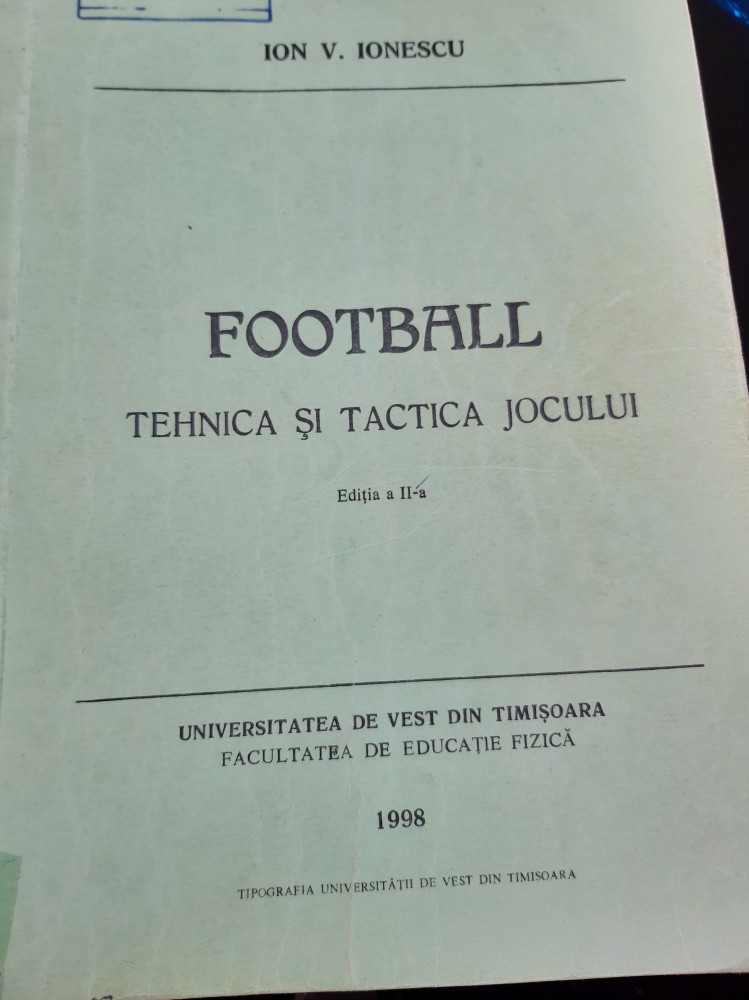 ION V. IONESCU
FOOTBALL
TEHNICA ŞI TACTICA JOCULUI
Ediţia a II-a
UNIVERSITATEA DE VEST DIN TIMIŞOARA
FACULTATEA DE EDUCAŢIE FIZICĂ
1998
TIPOGRAFIA UNIVERSITĂŢII DE VEST DIN TIMISOARA